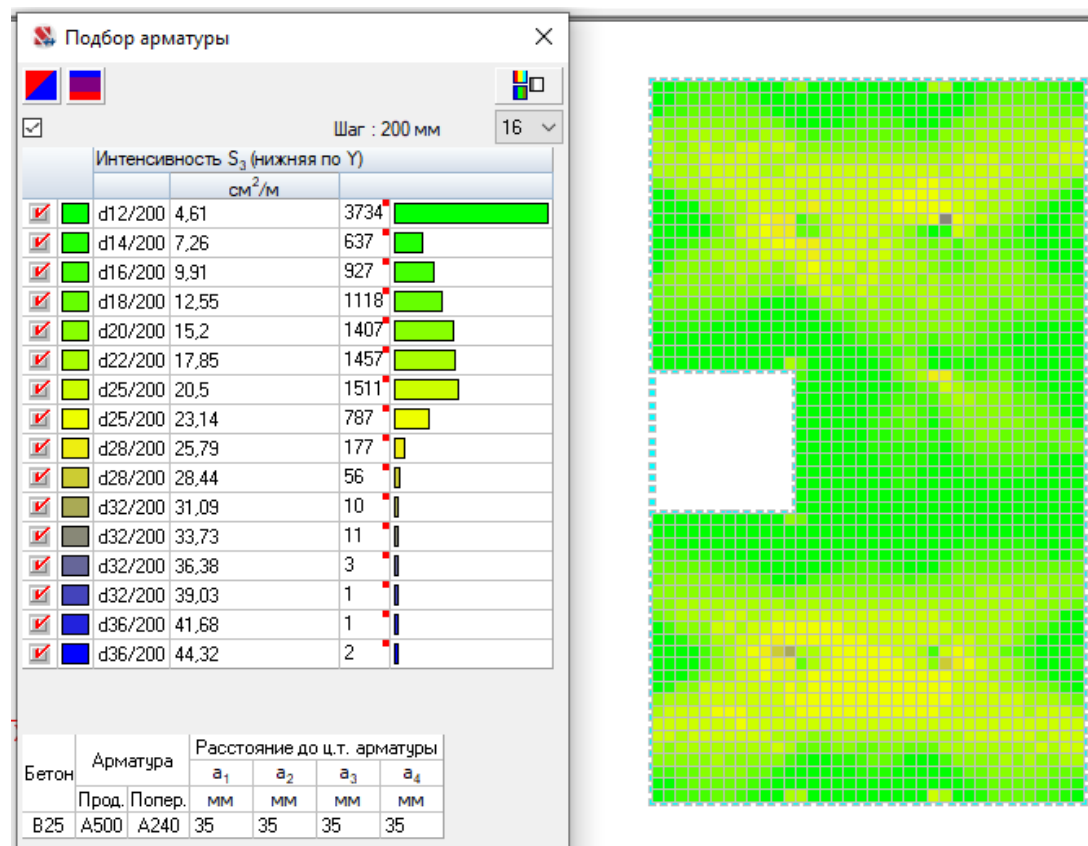 Подбор арматуры
Шаг : 200 мм 16
Интенсивность S3 (нижняя по Y)
см2/м
d12/200 4,61 3734
d14/200 7,26 637
d16/200 9,91 927
d18/200 12,55 1118
d20/200 15,2 1407
d22/200 17,85 1457
d25/200 20,5 1511
d25/200 23,14 787
d28/200 25,79 177
d28/200 28,44 56
d32/200 31,09 10
d32/200 33,73 11
d32/200 36,38 3
d32/200 39,03 1
d36/200 41,68 1
d36/200 44,32 2
Бетон Арматура Расстояние до ц.т. арматуры
a1 a2 a3 a4
Прод. Попер. мм мм мм мм
B25 A500 A240 35 35 35 35